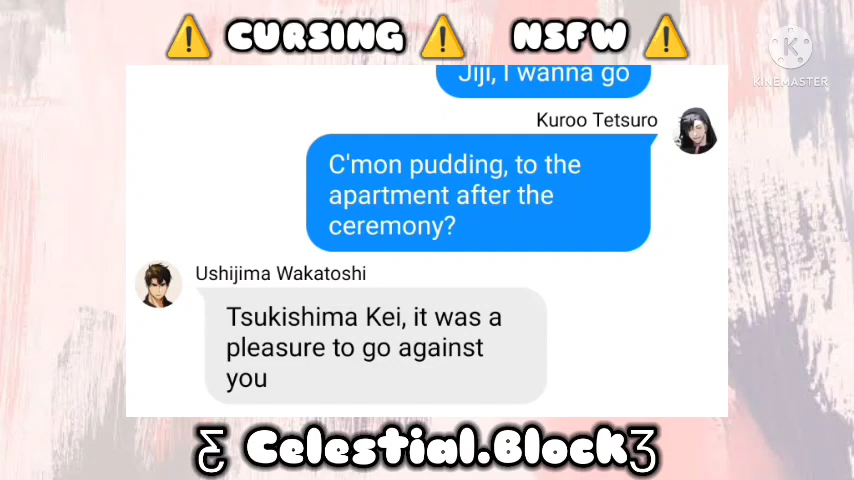 ⚠️ CURSING ⚠️ NSFW ⚠️
K
KINEMASTER
Jiji, I wanna go
Kuroo Tetsuro
C'mon pudding, to the
apartment after the
ceremony?
Ushijima Wakatoshi
Tsukishima Kei, it was a
pleasure to go against
you
Ƹ Celestial.Block Ʒ